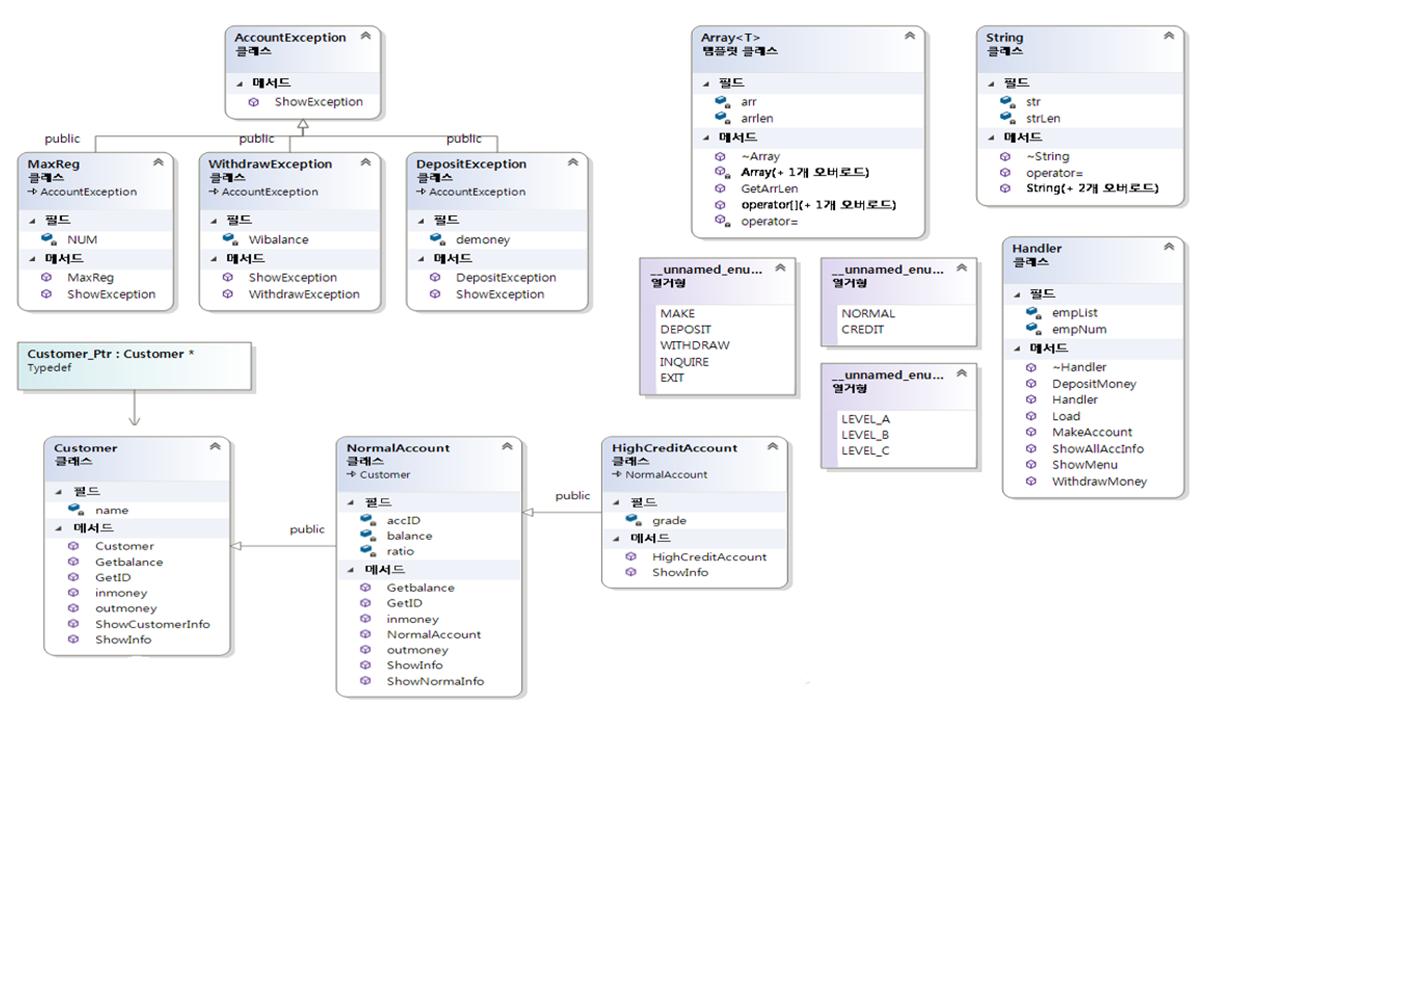 AccountException
클래스
메서드
ShowException
public
public
public
MaxReg
클래스
AccountException
필드
NUM
메서드
MaxReg
ShowException
WithdrawException
클래스
AccountException
필드
Wibalance
메서드
ShowException
WithdrawException
DepositException
클래스
AccountException
필드
demoney
메서드
DepositException
ShowException
Array<T>
템플릿 클래스
필드
arr
arrlen
메서드
~Array
Array(+ 1개 오버로드)
GetArrLen
operator[](+ 1개 오버로드)
operator=
String
클래스
필드
str
strLen
메서드
~String
operator=
String(+ 2개 오버로드)
__unnamed_enu...
열거형
MAKE
DEPOSIT
WITHDRAW
INQUIRE
EXIT
__unnamed_enu...
열거형
NORMAL
CREDIT
__unnamed_enu...
열거형
LEVEL_A
LEVEL_B
LEVEL_C
Handler
클래스
필드
empList
empNum
메서드
~Handler
DepositMoney
Handler
Load
MakeAccount
ShowAllAccInfo
ShowMenu
WithdrawMoney
Customer_Ptr : Customer *
Typedef
Customer
클래스
필드
name
메서드
Customer
Getbalance
GetID
inmoney
outmoney
ShowCustomerInfo
ShowInfo
public
NormalAccount
클래스
Customer
필드
accID
balance
ratio
메서드
Getbalance
GetID
inmoney
NormalAccount
outmoney
ShowInfo
ShowNormaInfo
public
HighCreditAccount
클래스
NormalAccount
필드
grade
메서드
HighCreditAccount
ShowInfo